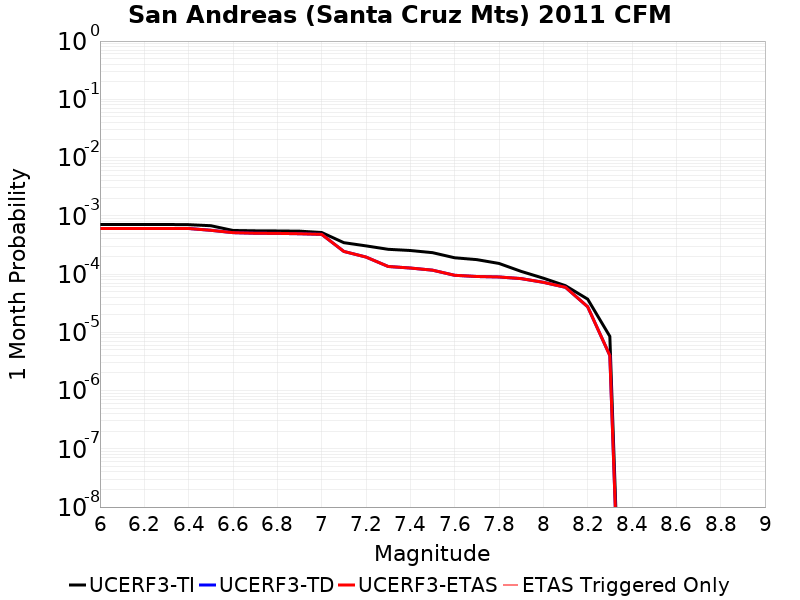 San Andreas (Santa Cruz Mts) 2011 CFM
1 Month Probability
10^0
10^-1
10^-2
10^-3
10^-4
10^-5
10^-6
10^-7
10^-8
6 6.2 6.4 6.6 6.8 7 7.2 7.4 7.6 7.8 8 8.2 8.4 8.6 8.8 9
Magnitude
UCERF3-TI UCERF3-TD UCERF3-ETAS ETAS Triggered Only